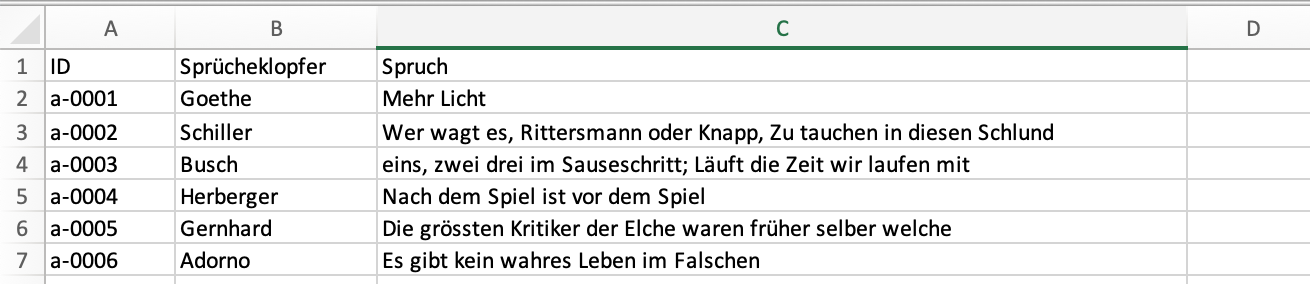 A B C D
1 ID Sprücheklopfer Spruch
2 a-0001 Goethe Mehr Licht
3 a-0002 Schiller Wer wagt es, Rittersmann oder Knapp, Zu tauchen in diesen Schlund
4 a-0003 Busch eins, zwei drei im Sauseschritt; Läuft die Zeit wir laufen mit
5 a-0004 Herberger Nach dem Spiel ist vor dem Spiel
6 a-0005 Gernhard Die grössten Kritiker der Elche waren früher selber welche
7 a-0006 Adorno Es gibt kein wahres Leben im Falschen